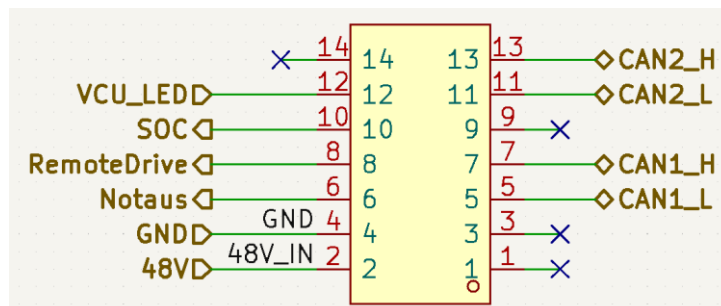 14 14 13 13 CAN2_H
VCU_LED 12 12 11 11 CAN2_L
SOC 10 10 9 9
RemoteDrive 8 8 7 7 CAN1_H
Notaus 6 6 5 5 CAN1_L
GND GND 4 4 3 3
48V 48V_IN 2 2 1 1